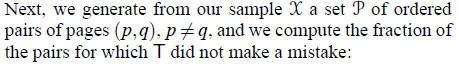 Next, we generate from our sample 𝒳 a set 𝒫 of ordered
pairs of pages (p,q), p ≠ q, and we compute the fraction of
the pairs for which T did not make a mistake: